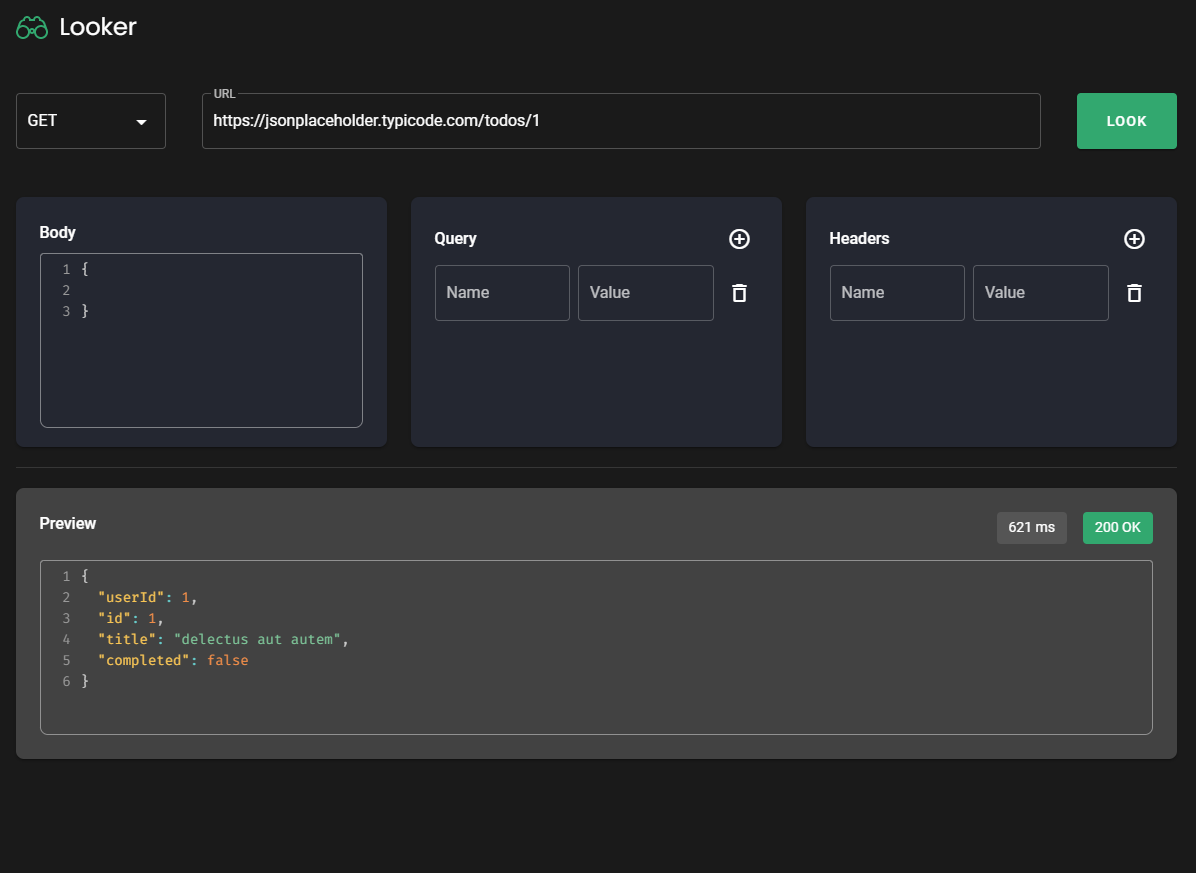 Looker
URL
GET
https://jsonplaceholder.typicode.com/todos/1
LOOK
Body
1 {
2
3 }
Query
Name Value
Headers
Name Value
Preview
621 ms
200 OK
1 {
2   "userId": 1,
3   "id": 1,
4   "title": "delectus aut autem",
5   "completed": false
6 }